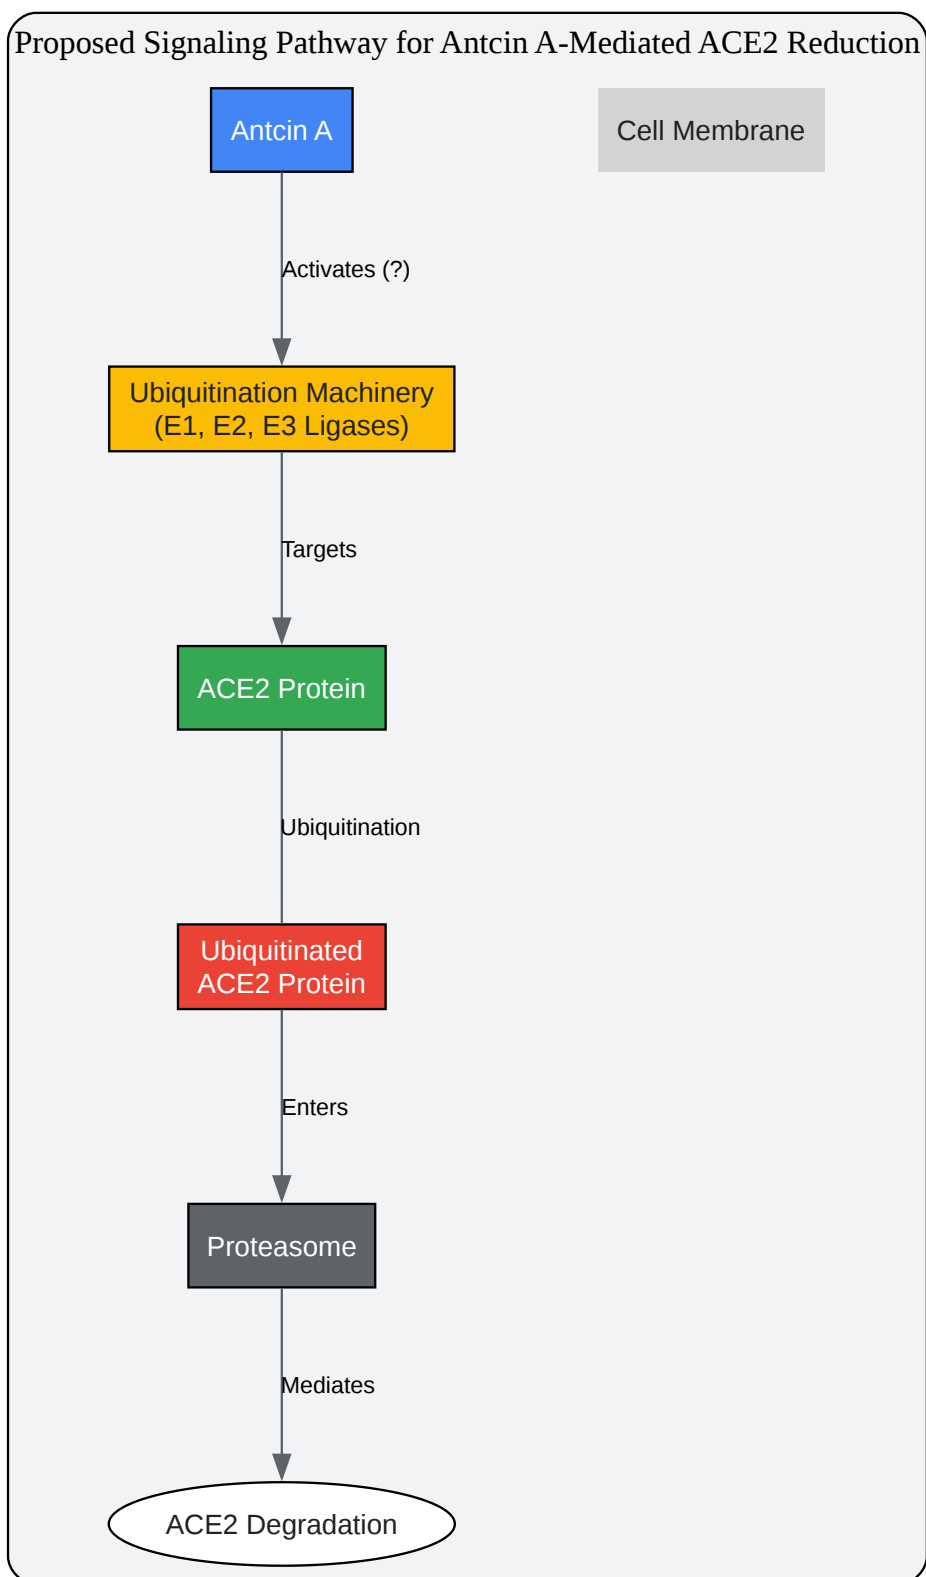 Proposed Signaling Pathway for Antcin A-Mediated ACE2 Reduction
Antcin A
Cell Membrane
Activates (?)
Ubiquitination Machinery
(E1, E2, E3 Ligases)
Targets
ACE2 Protein
Ubiquitination
Ubiquitinated
ACE2 Protein
Enters
Proteasome
Mediates
ACE2 Degradation